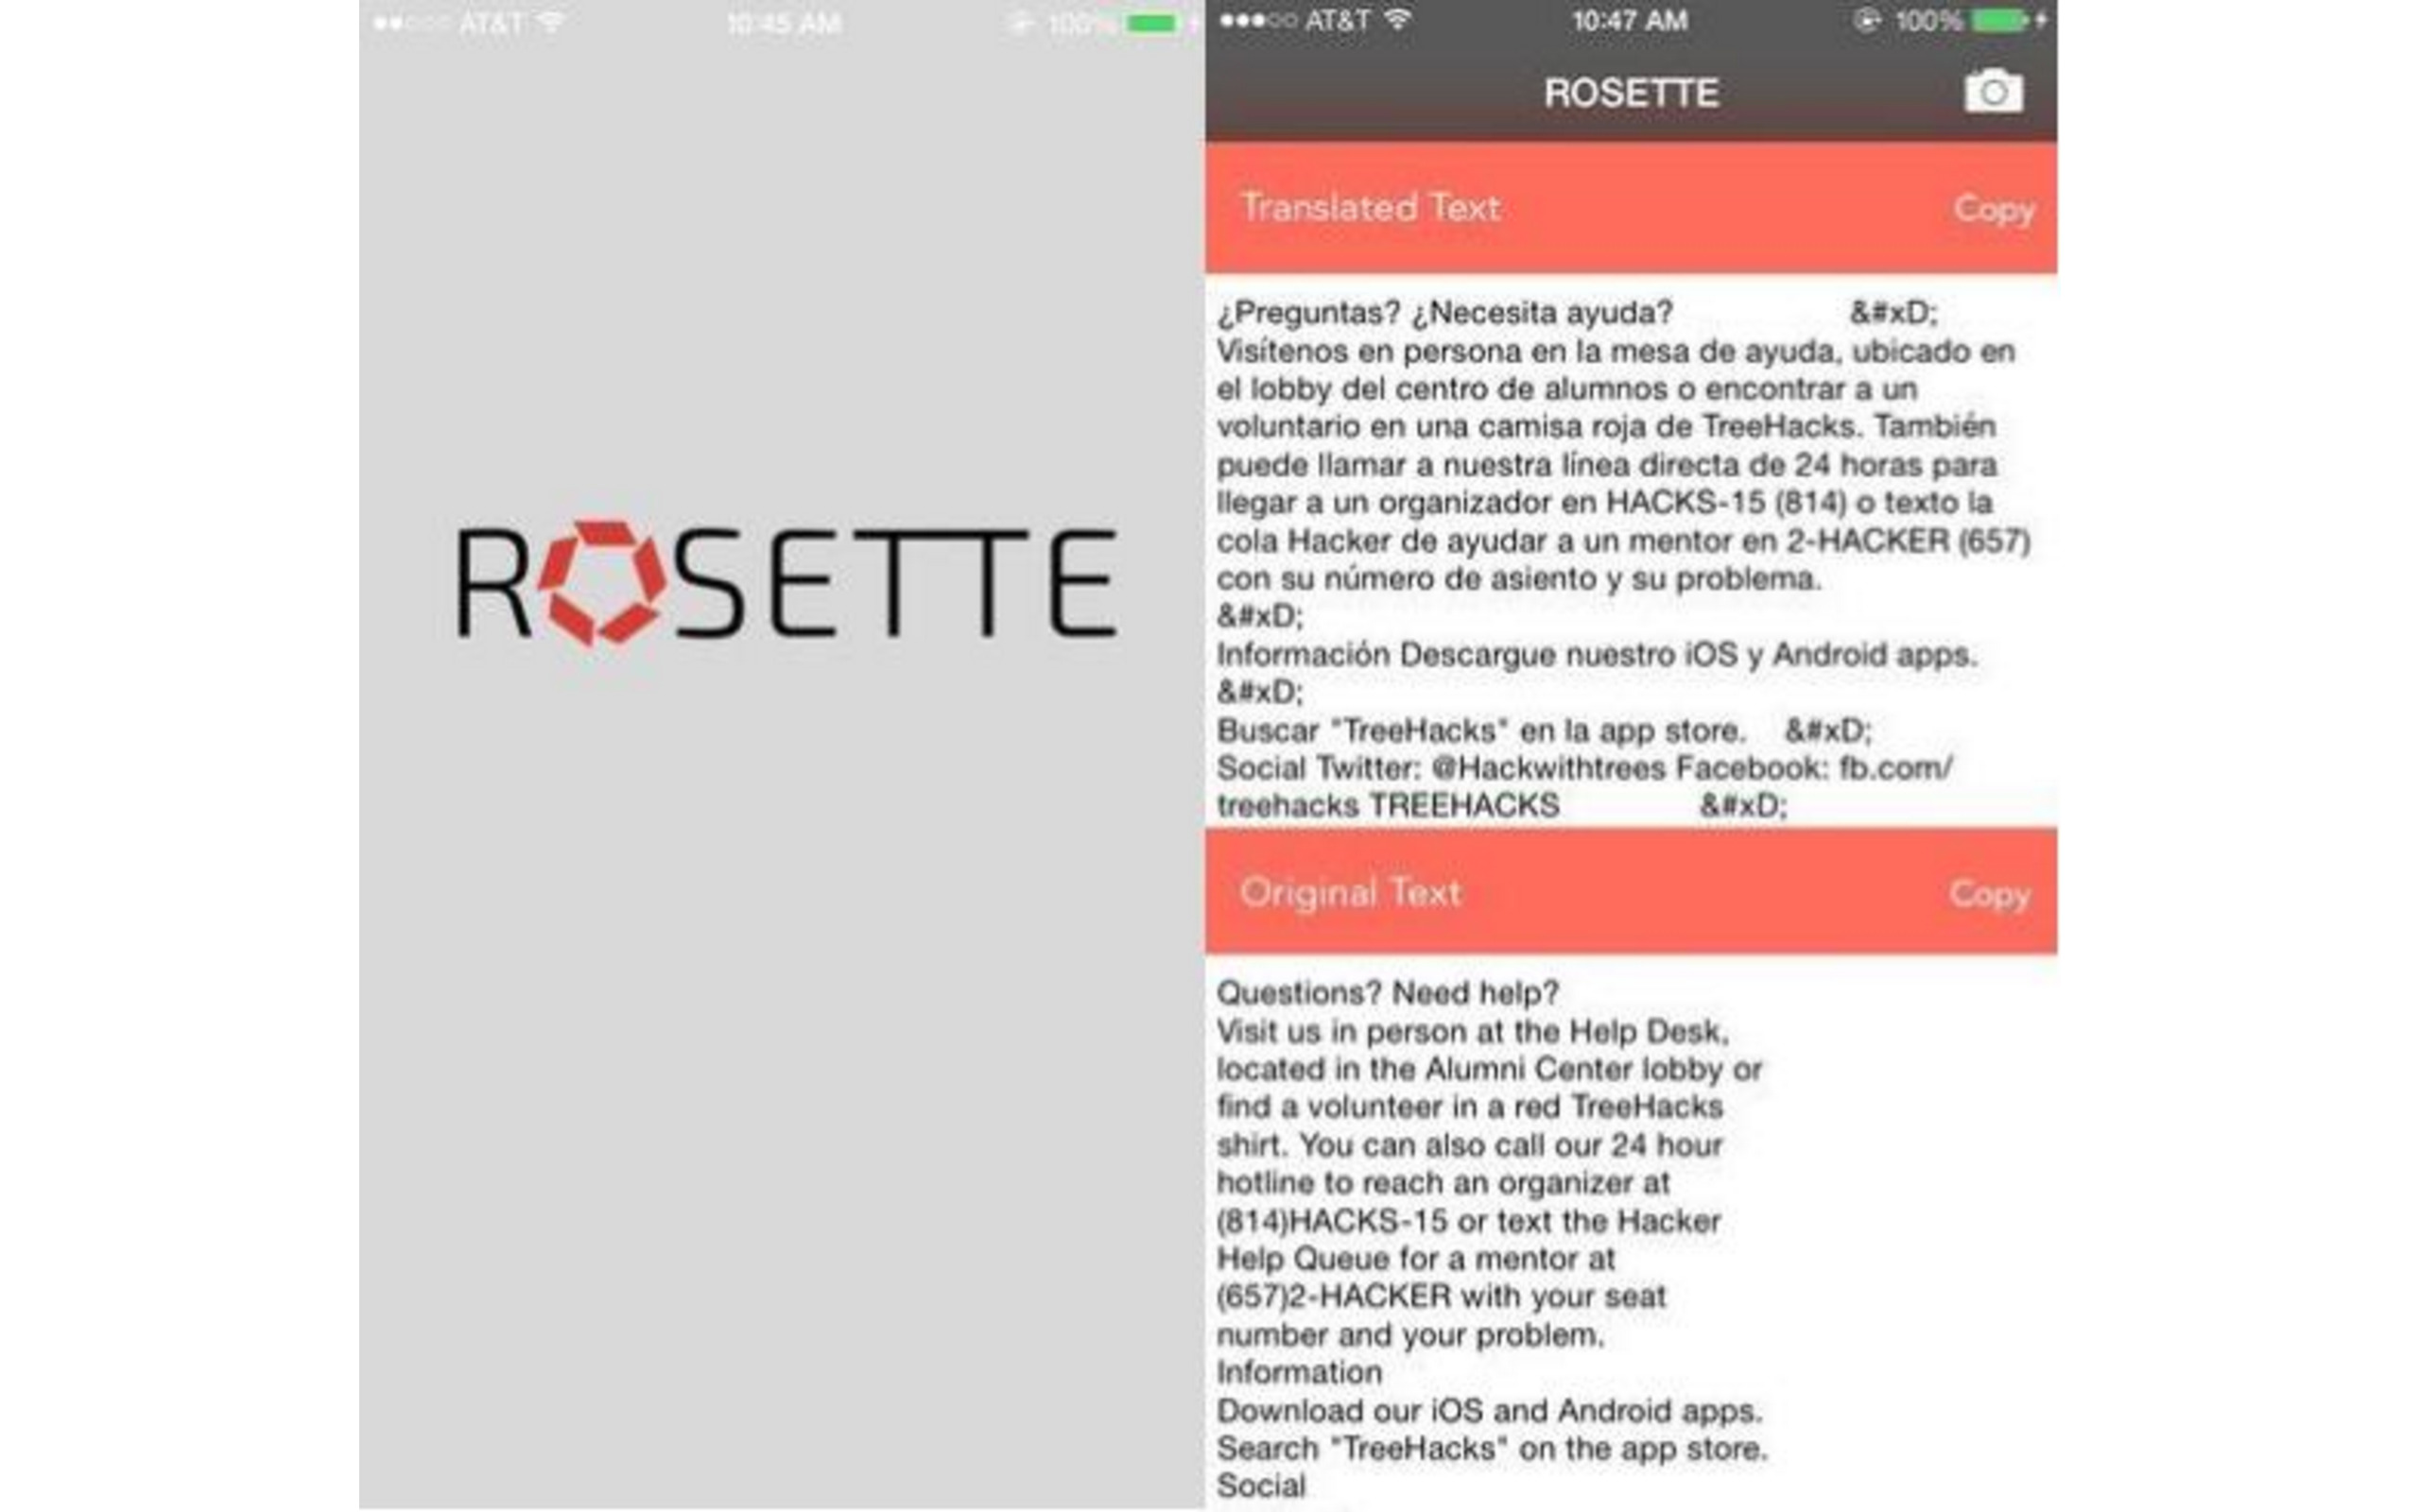 AT&T 10:45 AM 100%
ROSETTE
AT&T 10:47 AM 100%
ROSETTE
Translated Text Copy
¿Preguntas? ¿Necesita ayuda? &#xD;
Visítenos en persona en la mesa de ayuda, ubicado en
el lobby del centro de alumnos o encontrar a un
voluntario en una camisa roja de TreeHacks. También
puede llamar a nuestra línea directa de 24 horas para
llegar a un organizador en HACKS-15 (814) o texto la
cola Hacker de ayudar a un mentor en 2-HACKER (657)
con su número de asiento y su problema.
&#xD;
Información Descargue nuestro iOS y Android apps.
&#xD;
Buscar "TreeHacks" en la app store. &#xD;
Social Twitter: @Hackwithtrees Facebook: fb.com/
treehacks TREEHACKS &#xD;
Original Text Copy
Questions? Need help?
Visit us in person at the Help Desk,
located in the Alumni Center lobby or
find a volunteer in a red TreeHacks
shirt. You can also call our 24 hour
hotline to reach an organizer at
(814)HACKS-15 or text the Hacker
Help Queue for a mentor at
(657)2-HACKER with your seat
number and your problem.
Information
Download our iOS and Android apps.
Search "TreeHacks" on the app store.
Social